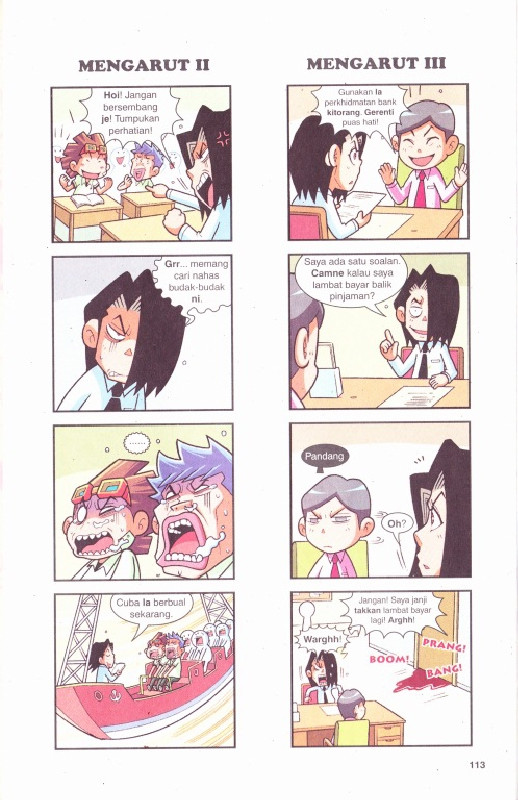 MENGARUT II
Hoi! Jangan
bersembang
je! Tumpukan
perhatian!
Grr... memang
cari nahas
budak-budak
ni.
......
Cuba la berbual
sekarang.
MENGARUT III
Gunakan la
perkhidmatan bank
kitorang. Gerenti
puas hati!
Saya ada satu soalan.
Camne kalau saya
lambat bayar balik
pinjaman?
Pandang
Oh?
Jangan! Saya janji
takkan lambat bayar
lagi! Arghh!
Warghh!
PRANG!
BOOM!
BANG!
113